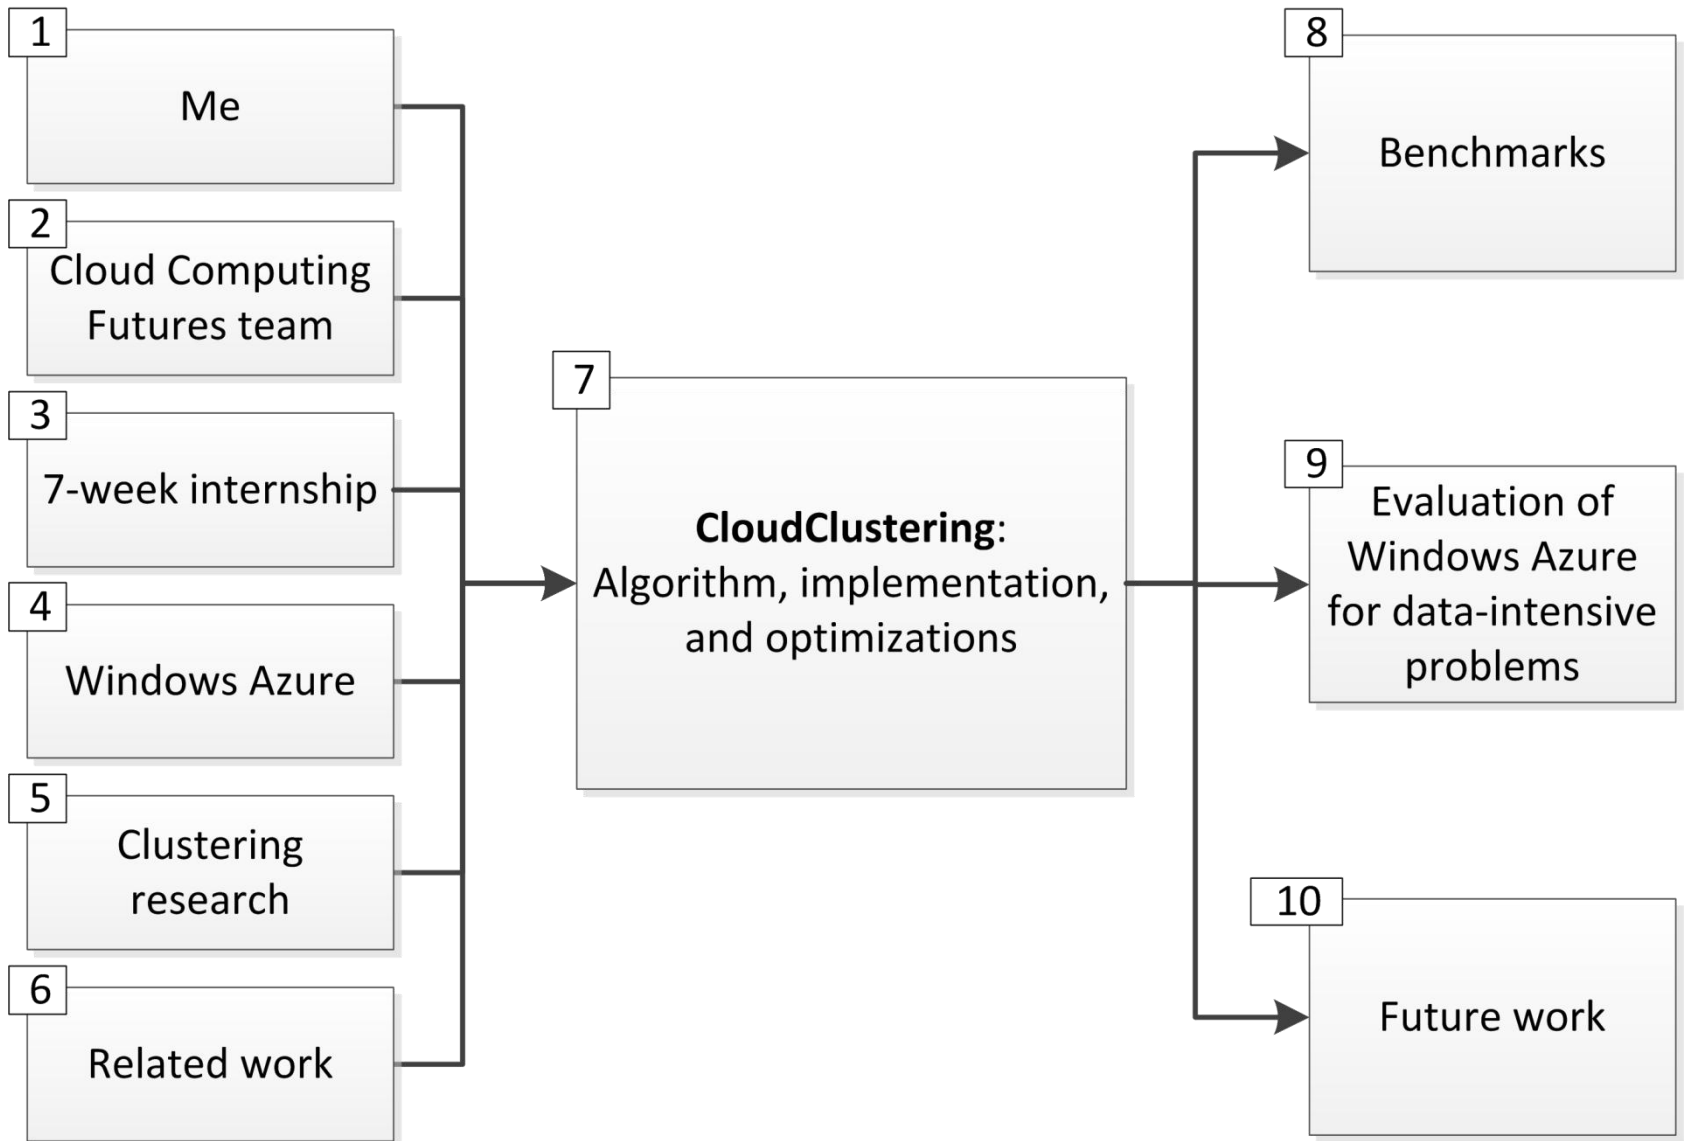 1
Me
2
Cloud Computing
Futures team
3
7-week internship
4
Windows Azure
5
Clustering
research
6
Related work
7
CloudClustering:
Algorithm, implementation,
and optimizations
8
Benchmarks
9
Evaluation of
Windows Azure
for data-intensive
problems
10
Future work